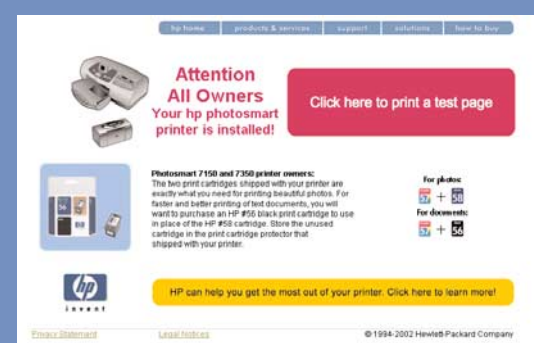 hp home products & services support solutions how to buy
Attention
All Owners
Your hp photosmart
printer is installed!
Click here to print a test page
Photosmart 7150 and 7350 printer owners:
The two print cartridges shipped with your printer are
exactly what you need for printing beautiful photos. For
faster and better printing of text documents, you will
want to purchase an HP #56 black print cartridge to use
in place of the HP #58 cartridge. Store the unused
cartridge in the print cartridge protector that
shipped with your printer.
For photos:
57 + 58
For documents:
57 + 56
56
hp
invent
HP can help you get the most out of your printer. Click here to learn more!
Privacy Statement Legal Notices © 1994-2002 Hewlett-Packard Company